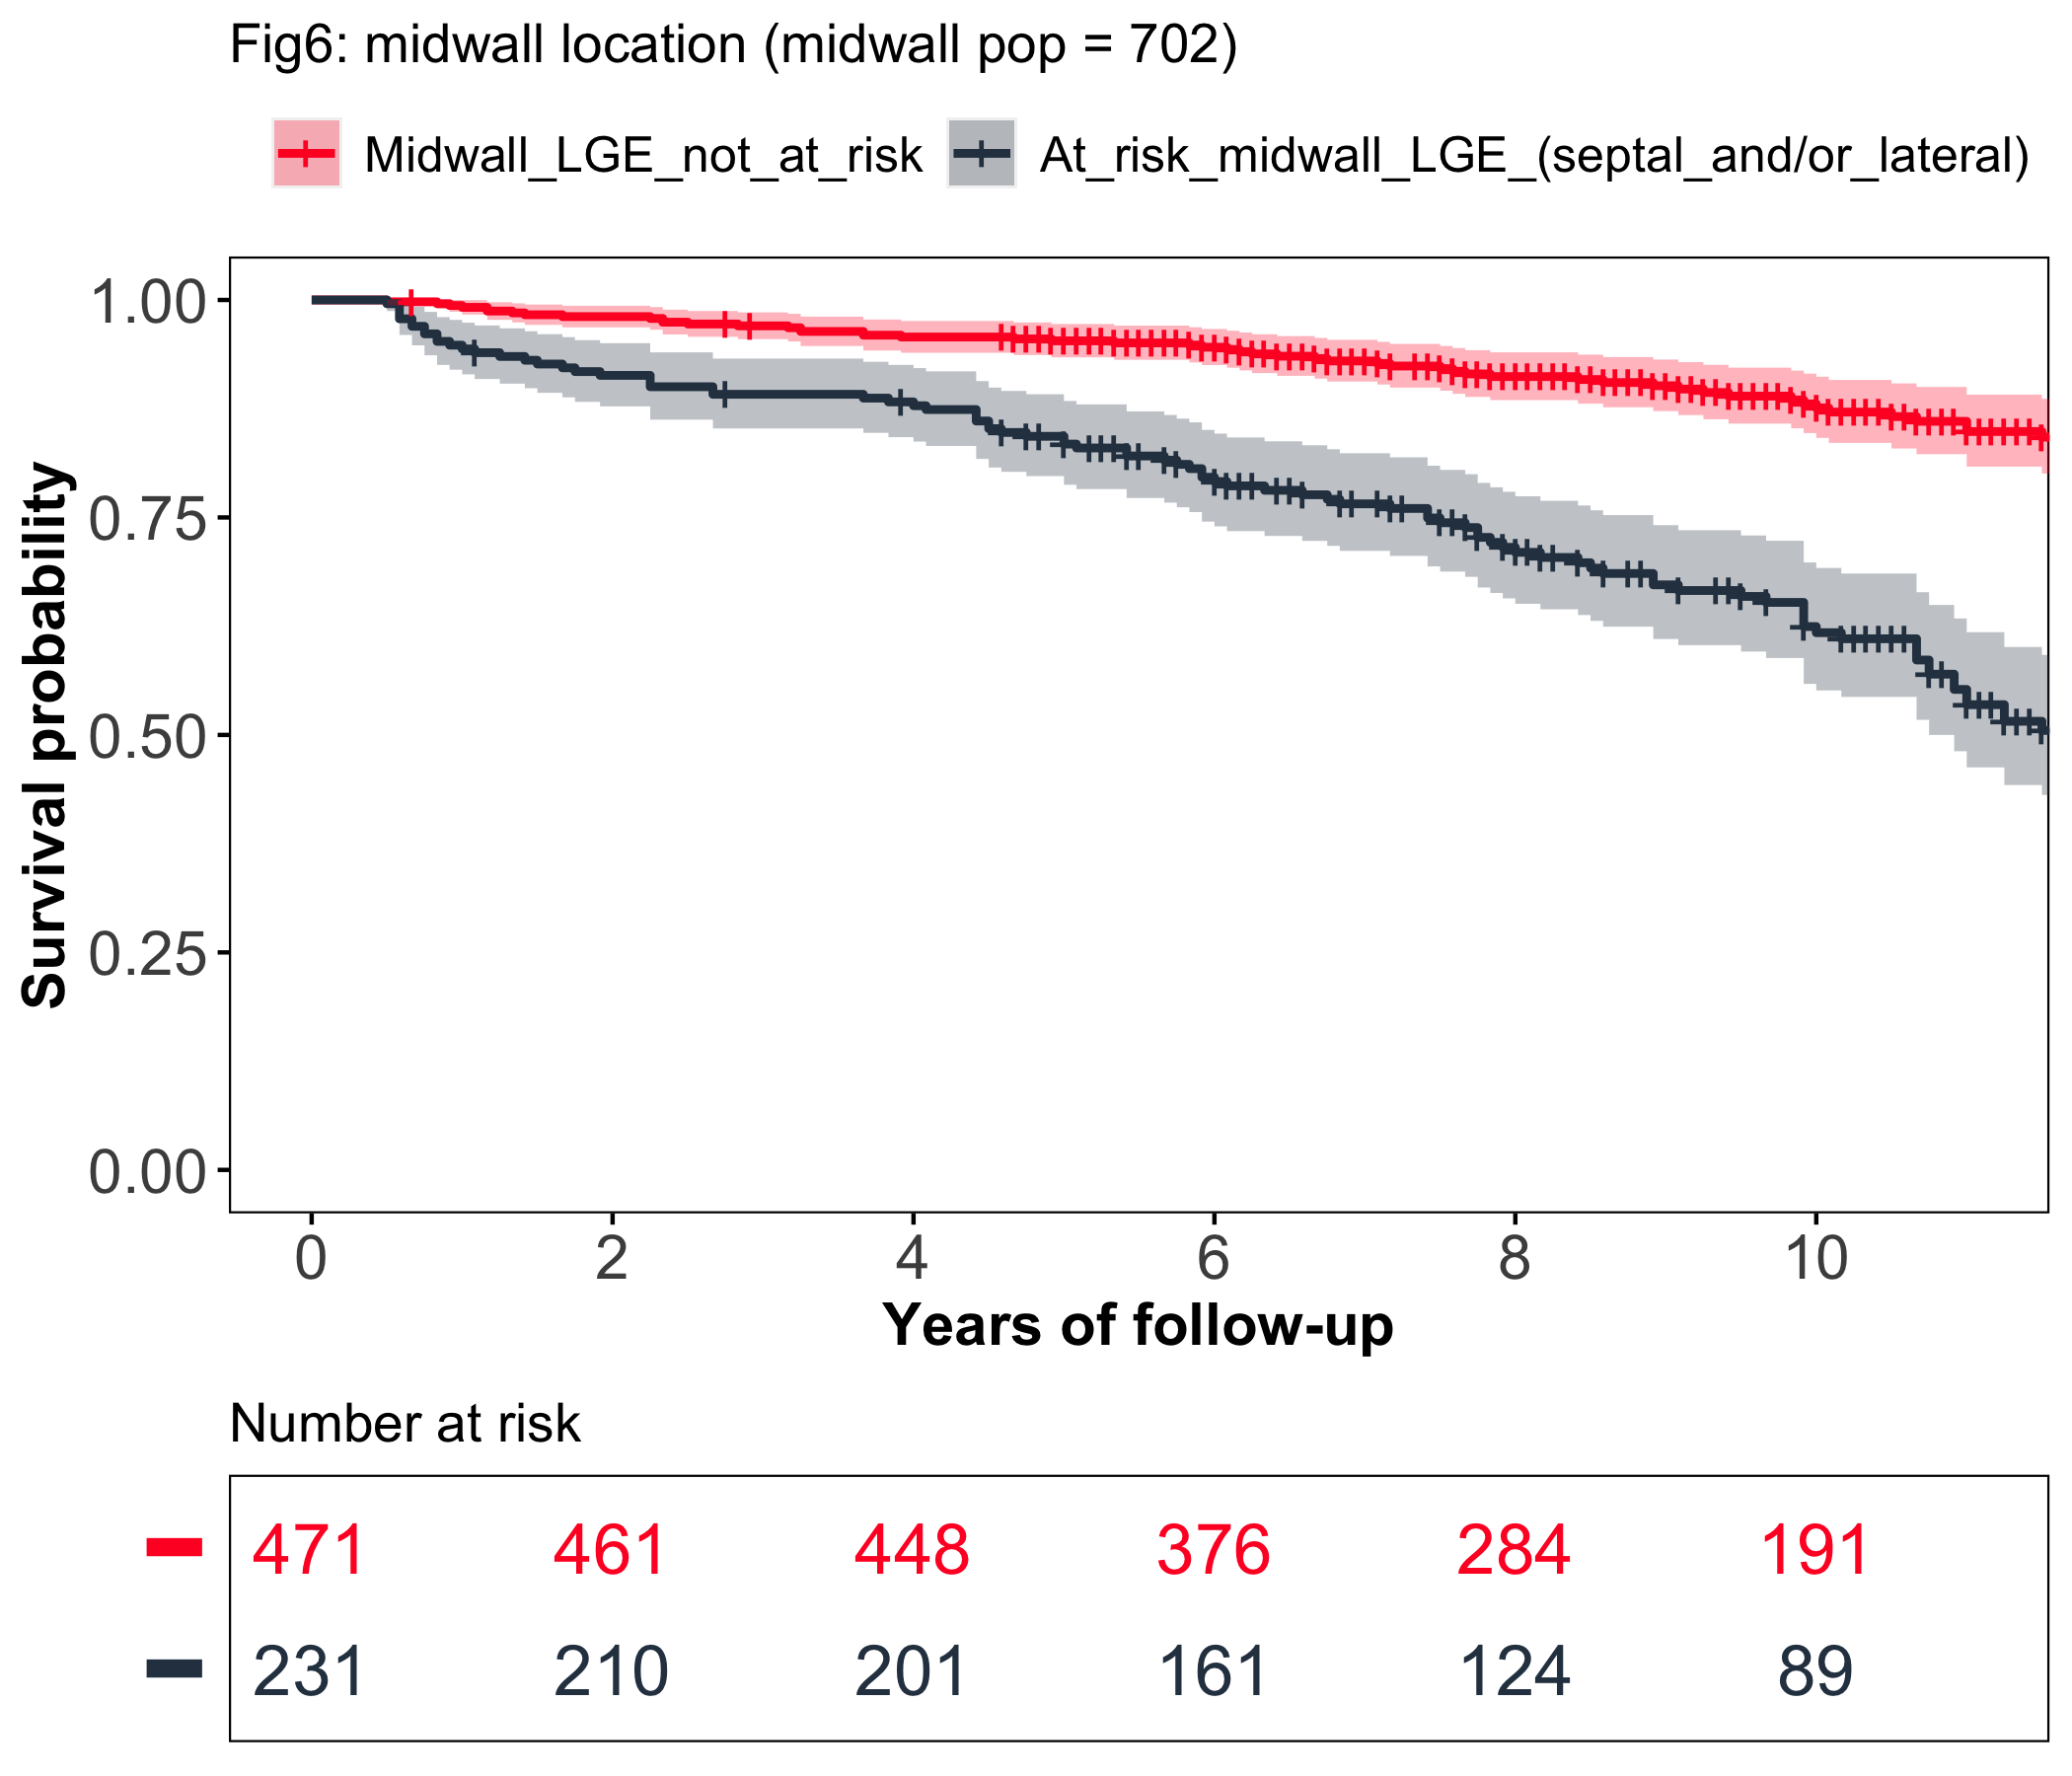 Fig6: midwall location (midwall pop = 702)
Midwall_LGE_not_at_risk At_risk_midwall_LGE_(septal_and/or_lateral)
1.00
0.75
0.50
0.25
0.00
Survival probability
0 2 4 6 8 10
Years of follow-up
Number at risk
471 461 448 376 284 191
231 210 201 161 124 89